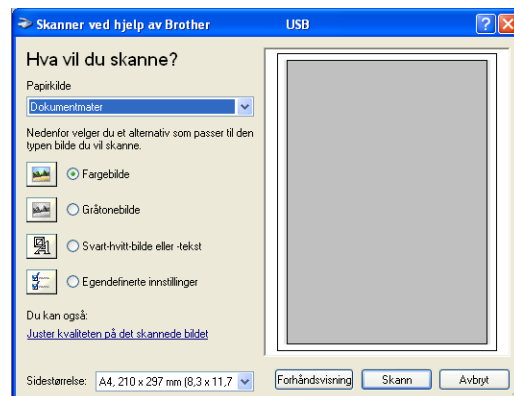 Skanner ved hjelp av Brother USB
Hva vil du skanne?
Papirkilde
Dokumentmater
Nedenfor velger du et alternativ som passer til den
typen bilde du vil skanne.
Fargebilde
Gråtonebilde
Svart-hvitt-bilde eller -tekst
Egendefinerte innstillinger
Du kan også:
Juster kvaliteten på det skannede bildet
Sidestørrelse: A4, 210 x 297 mm (8,3 x 11,7
Forhåndsvisning Skann Avbryt